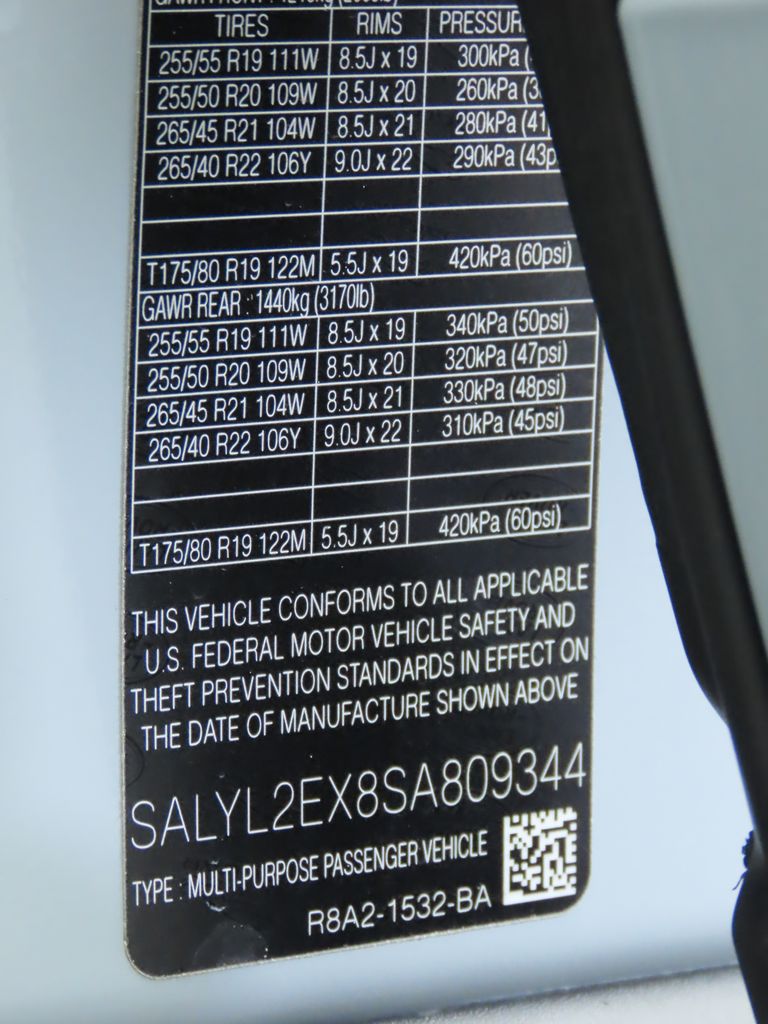 GAWR FRONT :
TIRES RIMS
255/55 R19 111W 8.5J x 19 300kPa
255/50 R20 109W 8.5J x 20 260kPa
265/45 R21 104W 8.5J x 21 280kPa (41
265/40 R22 106Y 9.0J x 22 290kPa (43p
T175/80 R19 122M 5.5J x 19 420kPa (60psi)
GAWR REAR : 1440kg (3170lb)
255/55 R19 111W 8.5J x 19 340kPa (50psi)
255/50 R20 109W 8.5J x 20 320kPa (47psi)
265/45 R21 104W 8.5J x 21 330kPa (48psi)
265/40 R22 106Y 9.0J x 22 310kPa (45psi)
T175/80 R19 122M 5.5J x 19 420kPa (60psi)
THIS VEHICLE CONFORMS TO ALL APPLICABLE
U.S. FEDERAL MOTOR VEHICLE SAFETY AND
THEFT PREVENTION STANDARDS IN EFFECT ON
THE DATE OF MANUFACTURE SHOWN ABOVE
SALYL2EX8SA809344
TYPE : MULTI-PURPOSE PASSENGER VEHICLE
R8A2-1532-BA